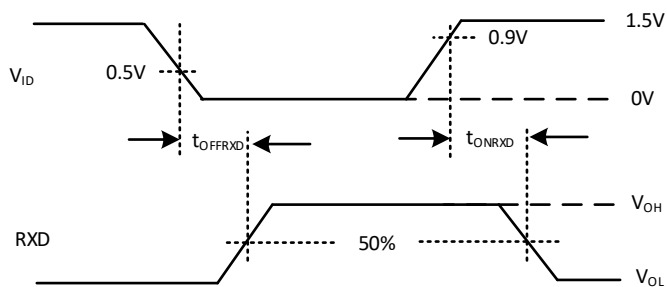 1.5V
0.9V
0.5V
V_ID
0V
t_OFFRXD
t_ONRXD
V_OH
RXD
50%
V_OL